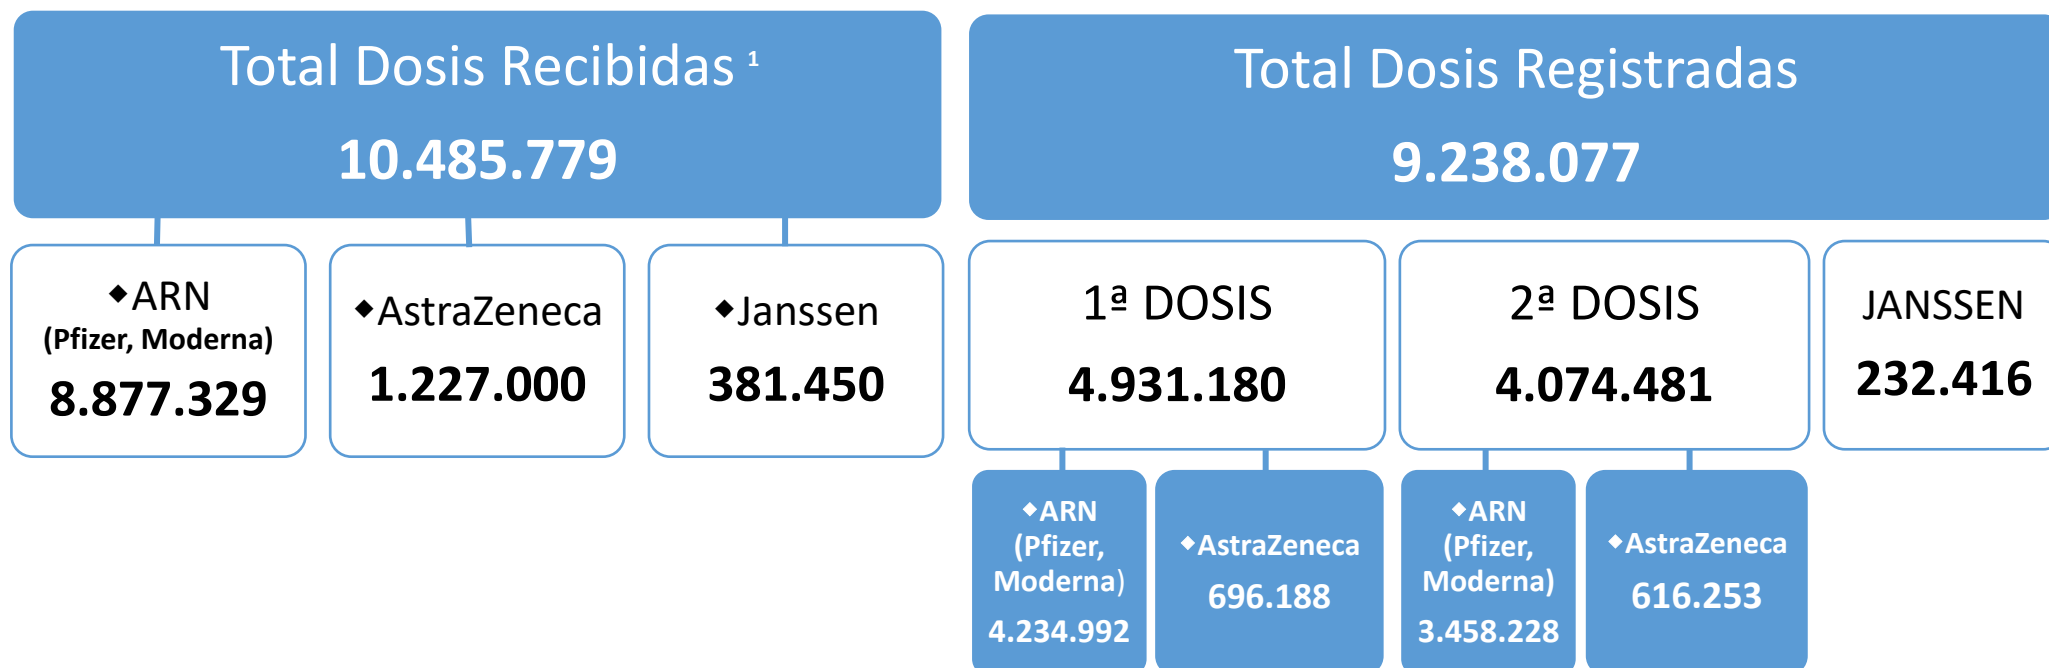 Total Dosis Recibidas ¹
10.485.779
◆ARN
(Pfizer, Moderna)
8.877.329
◆AstraZeneca
1.227.000
◆Janssen
381.450
Total Dosis Registradas
9.238.077
1ª DOSIS
4.931.180
2ª DOSIS
4.074.481
JANSSEN
232.416
◆ARN
(Pfizer,
Moderna)
4.234.992
◆AstraZeneca
696.188
◆ARN
(Pfizer,
Moderna)
3.458.228
◆AstraZeneca
616.253